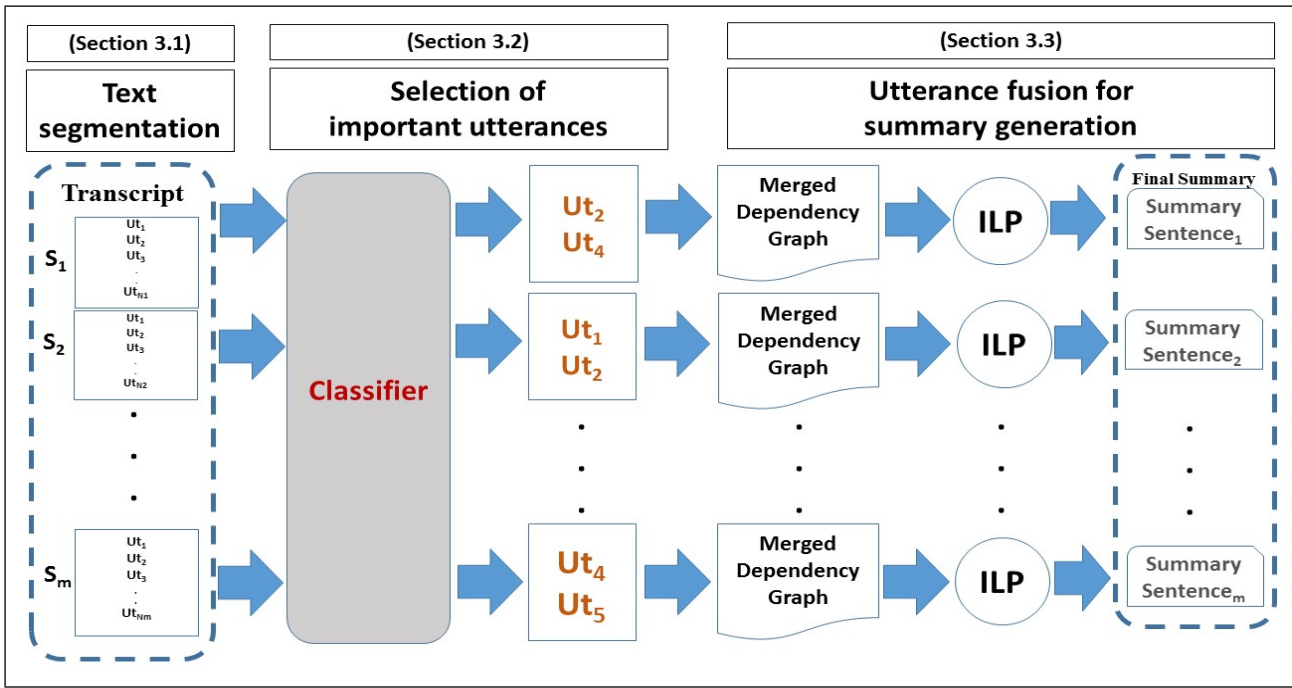 (Section 3.1)
Text
segmentation
(Section 3.2)
Selection of
important utterances
(Section 3.3)
Utterance fusion for
summary generation
Transcript
S1
Ut1
Ut2
Ut3
.
.
UtN1
S2
Ut1
Ut2
Ut3
.
.
UtN2
Sm
Ut1
Ut2
Ut3
.
.
UtNm
Classifier
Ut2
Ut4
Ut1
Ut2
Ut4
Ut5
Merged
Dependency
Graph
Merged
Dependency
Graph
Merged
Dependency
Graph
ILP
ILP
ILP
Final Summary
Summary
Sentence1
Summary
Sentence2
Summary
Sentencem